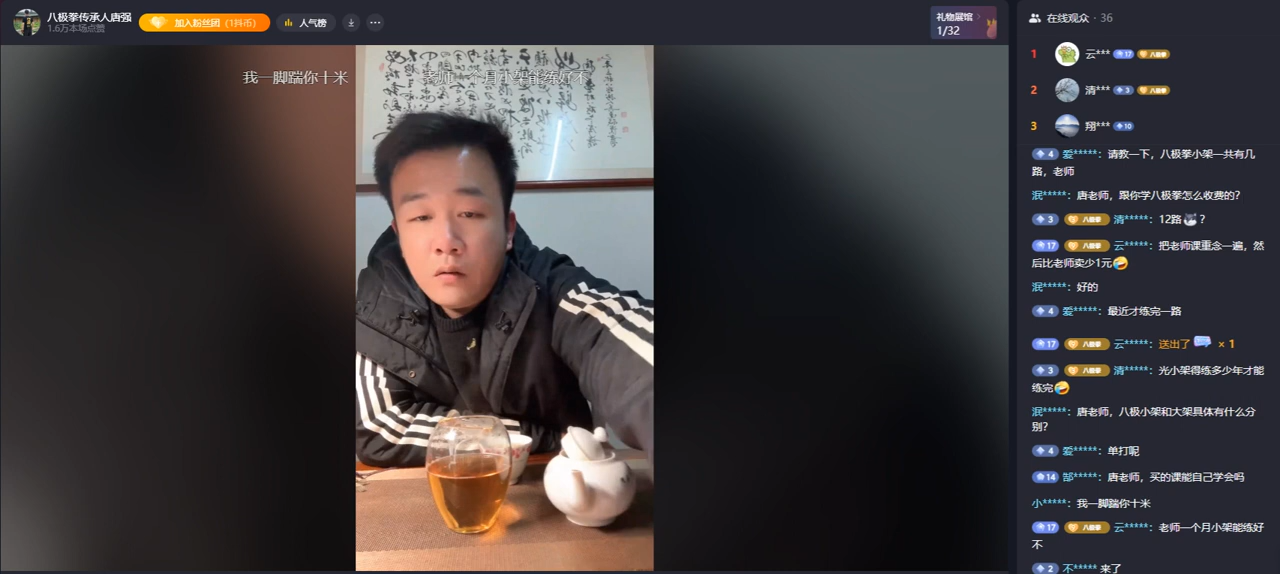 八极拳传承人唐强
1.6万本场点赞
加入粉丝团（1抖币）
人气榜
礼物展馆
1/32
在线观众 · 36
我一脚踹你十米
老师一个月小架能练好不
1 云*** 17 八极拳
2 清*** 3 八极拳
3 翔*** 10
4 爱*****：请教一下，八极拳小架一共有几
路，老师
泯*****：唐老师，跟你学八极拳怎么收费的？
3 八极拳 清*****：12路？
17 八极拳 云*****：把老师课重念一遍，然
后比老师卖少1元
泯*****：好的
4 爱*****：最近才练完一路
17 八极拳 云*****：送出了 × 1
3 八极拳 清*****：光小架得练多少年才能
练完
泯*****：唐老师，八极小架和大架具体有什么分
别？
4 爱*****：单打呢
14 郜*****：唐老师，买的课能自己学会吗
小*****：我一脚踹你十米
17 八极拳 云*****：老师一个月小架能练好
不
2 不***** 来了